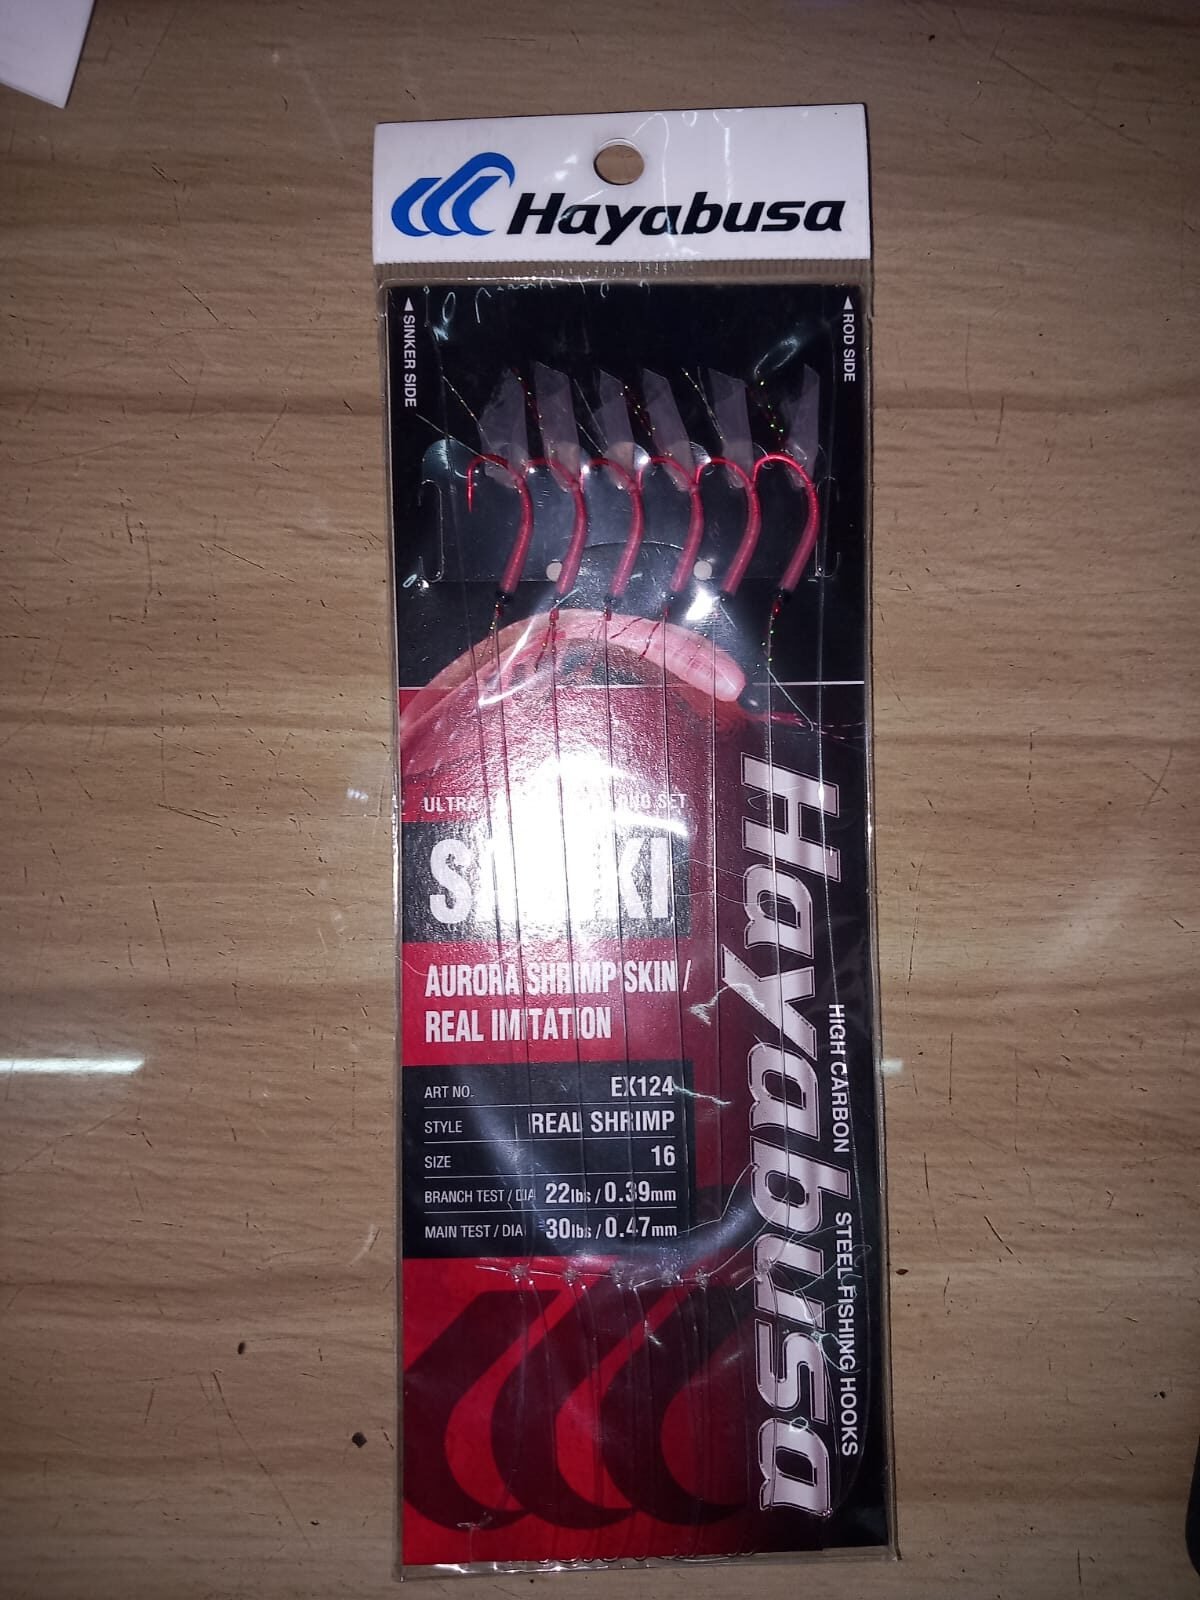 Hayabusa
◄ SINKER SIDE
◄ ROD SIDE
ULTRA SET
AURORA SHRIMP SKIN /
REAL IMITATION
ART NO. EX124
STYLE REAL SHRIMP
SIZE 16
BRANCH TEST / DIA 22lbs / 0.39mm
MAIN TEST / DIA 30lbs / 0.47mm
Hayabusa
HIGH CARBON STEEL FISHING HOOKS